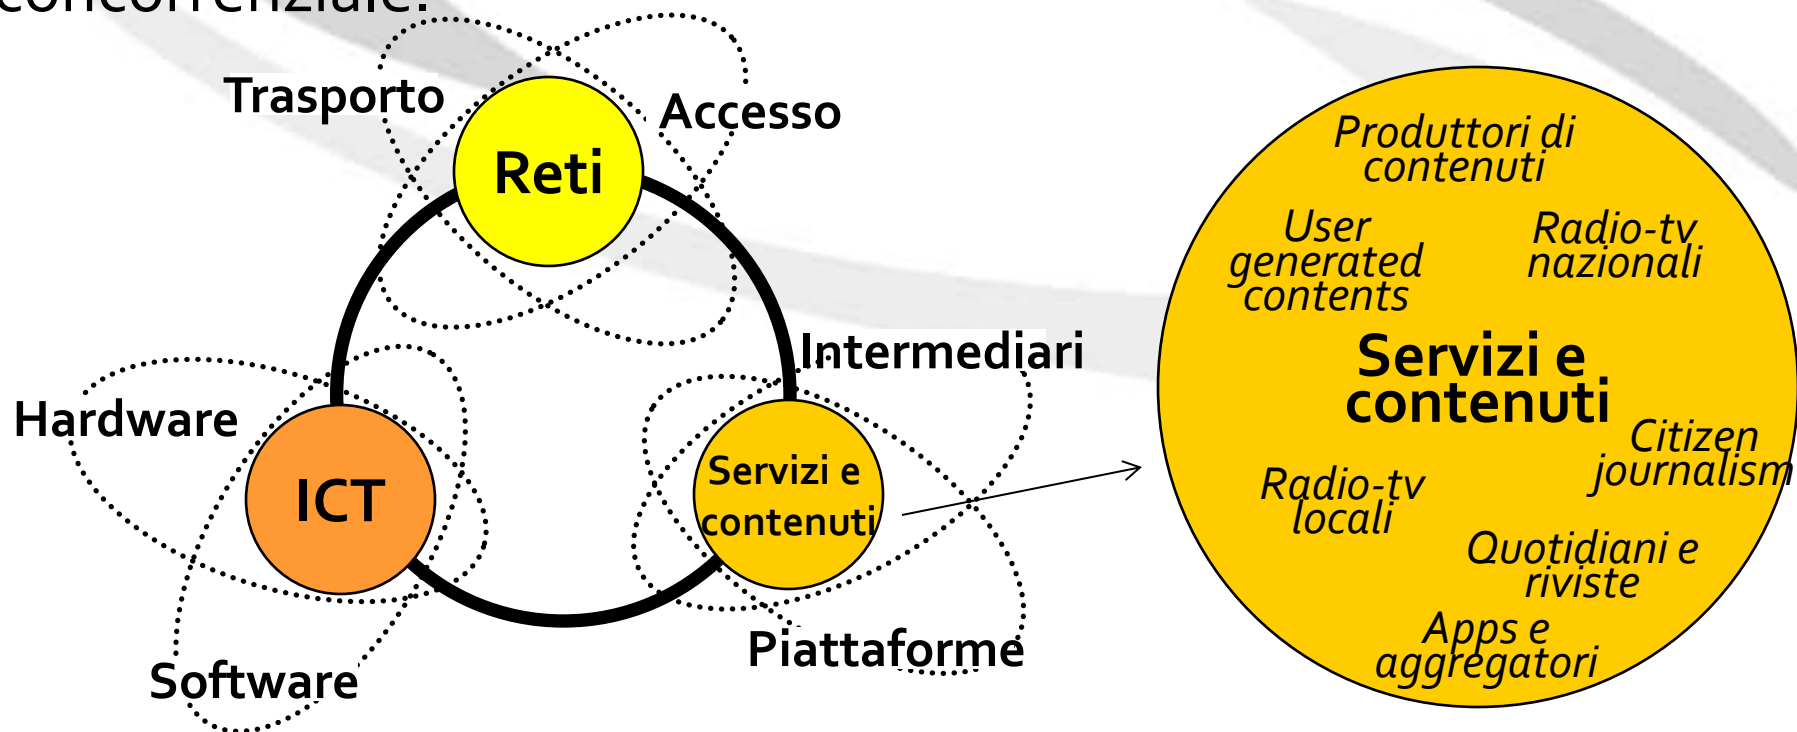 concorrenziale.
Trasporto
Accesso
Reti
Hardware
ICT
Software
Intermediari
Servizi e
contenuti
Piattaforme
Produttori di
contenuti
User
generated
contents
Radio-tv
nazionali
Servizi e
contenuti
Citizen
journalism
Radio-tv
locali
Quotidiani e
riviste
Apps e
aggregatori